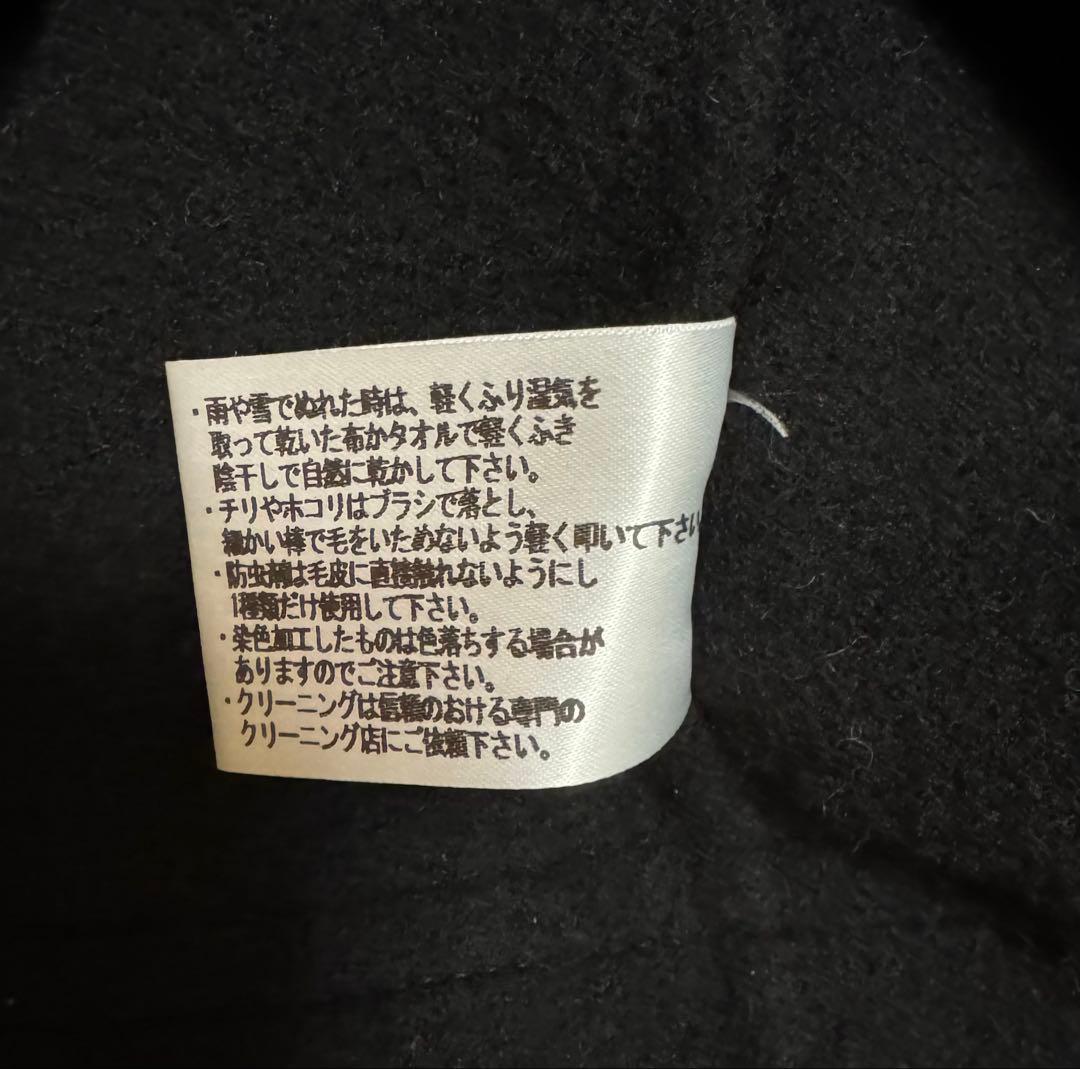 ・雨や雪でぬれた時は、軽くふり湿気を
取って乾いた布かタオルで軽くふき
陰干しで自然に乾かして下さい。
・チリやホコリはブラシで落とし、
細かい棒で毛をいためないよう軽く叩いて下さい
・防虫剤は毛皮に直接触れないようにし
1種類だけ使用して下さい。
・染色加工したものは色落ちする場合が
ありますのでご注意下さい。
・クリーニングは信頼のおける専門の
クリーニング店にご依頼下さい。